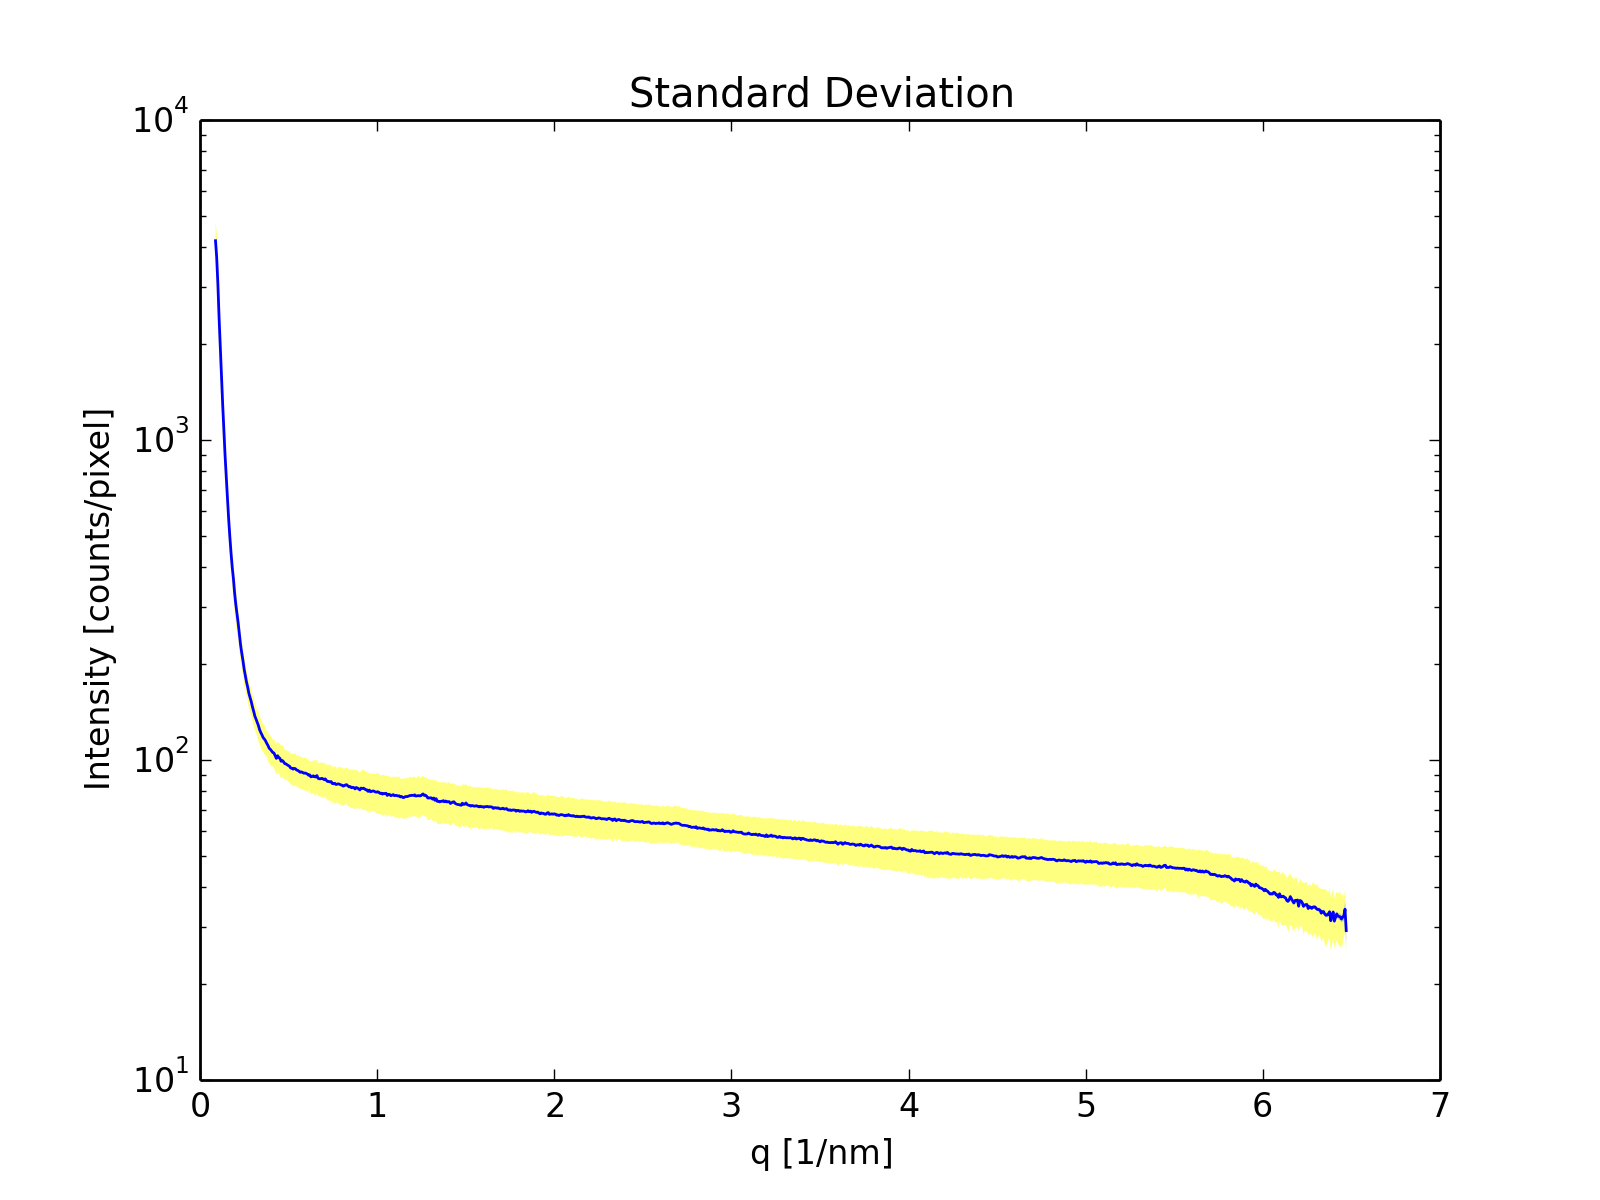 Standard Deviation
10^4
10^3
10^2
10^1
Intensity [counts/pixel]
0 1 2 3 4 5 6 7
q [1/nm]